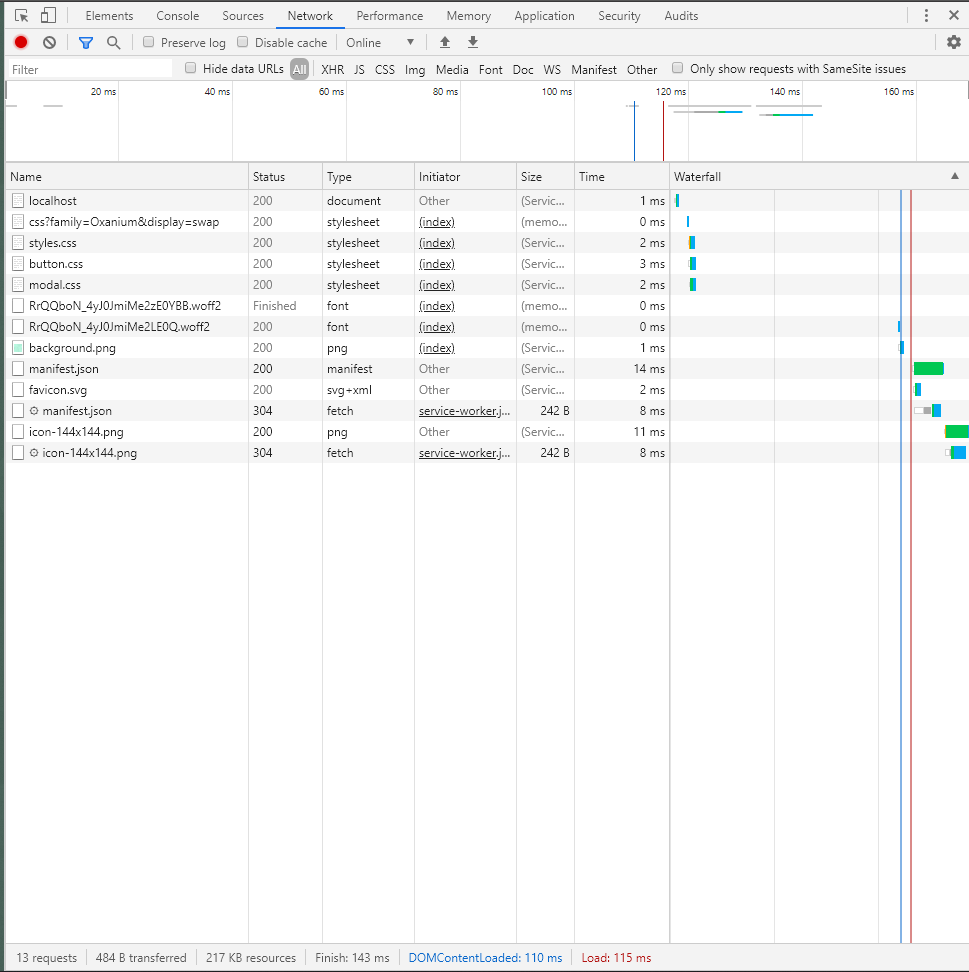 Elements Console Sources Network Performance Memory Application Security Audits
Preserve log Disable cache Online
Filter Hide data URLs All XHR JS CSS Img Media Font Doc WS Manifest Other Only show requests with SameSite issues
20 ms 40 ms 60 ms 80 ms 100 ms 120 ms 140 ms 160 ms
Name Status Type Initiator Size Time Waterfall
localhost 200 document Other (Servic... 1 ms
css?family=Oxanium&display=swap 200 stylesheet (index) (memo... 0 ms
styles.css 200 stylesheet (index) (Servic... 2 ms
button.css 200 stylesheet (index) (Servic... 3 ms
modal.css 200 stylesheet (index) (Servic... 2 ms
RrQQboN_4yJ0JmiMe2zE0YBB.woff2 Finished font (index) 0 ms
RrQQboN_4yJ0JmiMe2LE0Q.woff2 200 font (index) (memo... 0 ms
background.png 200 png (index) (Servic... 1 ms
manifest.json 200 manifest Other (Servic... 14 ms
favicon.svg 200 svg+xml Other (Servic... 2 ms
manifest.json 304 fetch service-worker.j... 242 B 8 ms
icon-144x144.png 200 png Other (Servic... 11 ms
icon-144x144.png 304 fetch service-worker.j... 242 B 8 ms
13 requests 484 B transferred 217 KB resources Finish: 143 ms DOMContentLoaded: 110 ms Load: 115 ms